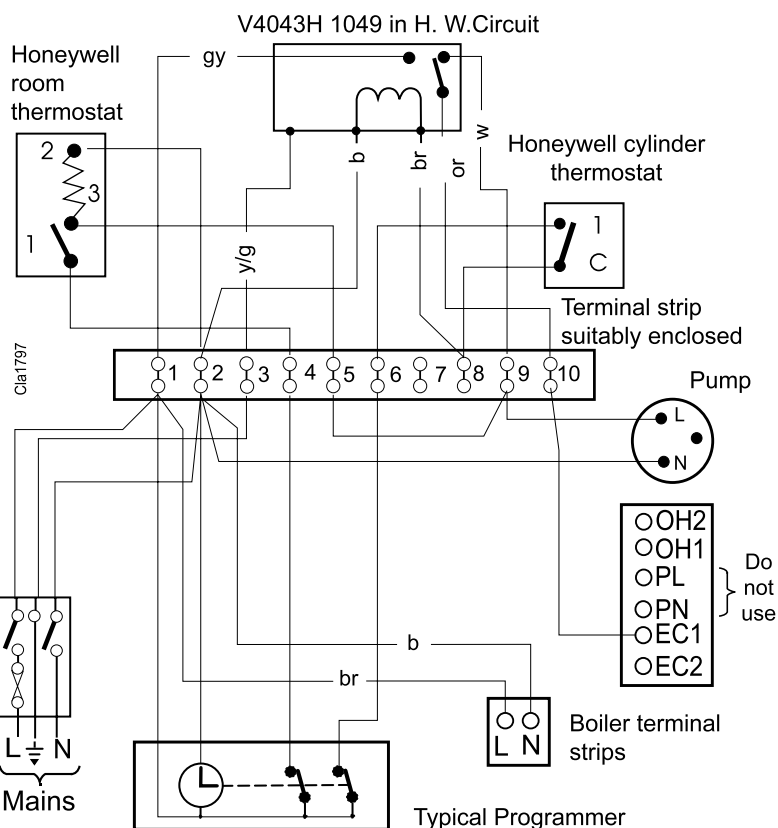 V4043H 1049 in H. W.Circuit
Honeywell
room
thermostat
gy
w
b
br
or
Honeywell cylinder
thermostat
2
3
1
1
C
y/g
Terminal strip
suitably enclosed
Cla1797
1 2 3 4 5 6 7 8 9 10
Pump
L
N
OH2
OH1
PL
PN
EC1
EC2
Do
not
use
b
br
L N
Boiler terminal
strips
L N
Mains
Typical Programmer